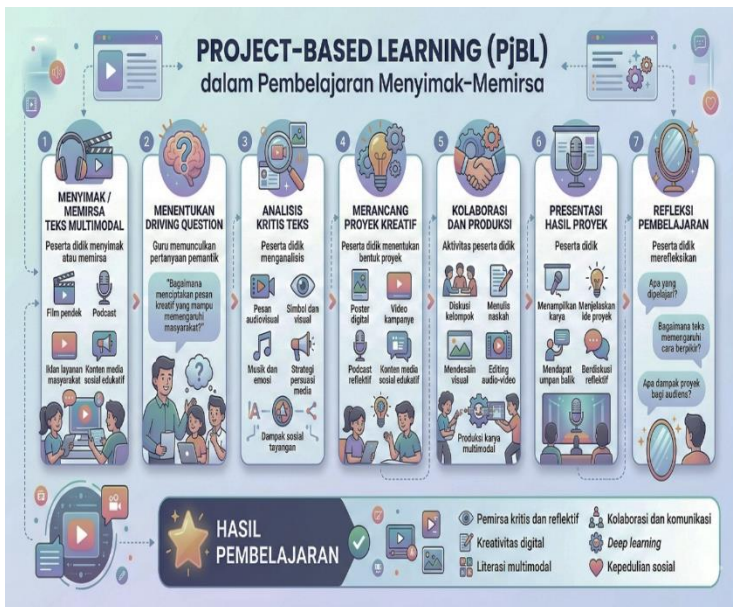 PROJECT-BASED LEARNING (PjBL)
dalam Pembelajaran Menyimak-Memirsa
1
MENYIMAK /
MEMIRSA
TEKS MULTIMODAL
Peserta didik menyimak
atau memirsa
Film pendek
Podcast
Iklan layanan
masyarakat
Konten media
sosial edukatif
2
MENENTUKAN
DRIVING QUESTION
Guru memunculkan
pertanyaan pemantik
"Bagaimana
menciptakan pesan
kreatif yang mampu
memengaruhi
masyarakat?"
?
3
ANALISIS
KRITIS TEKS
Peserta didik
menganalisis
Pesan
audiovisual
Simbol dan
visual
Musik dan
emosi
Strategi
persuasi
media
Dampak sosial
tayangan
4
MERANCANG
PROYEK KREATIF
Peserta didik menentukan
bentuk proyek
Poster
digital
Video
kampanye
Podcast
reflektif
Konten media
sosial edukatif
5
KOLABORASI
DAN PRODUKSI
Aktivitas peserta didik
Diskusi
kelompok
Menulis
naskah
Mendesain
visual
Editing
audio-video
Produksi karya
multimodal
6
PRESENTASI
HASIL PROYEK
Peserta didik
Menampilkan
karya
Menjelaskan
ide proyek
Mendapat
umpan balik
Berdiskusi
reflektif
7
REFLEKSI
PEMBELAJARAN
Peserta didik
merefleksikan
Apa yang
dipelajari?
Bagaimana teks
memengaruhi
cara berpikir?
Apa dampak proyek
bagi audiens?
HASIL
PEMBELAJARAN
Pemirsa kritis dan reflektif
Kreativitas digital
Literasi multimodal
Kolaborasi dan komunikasi
Deep learning
Kepedulian sosial